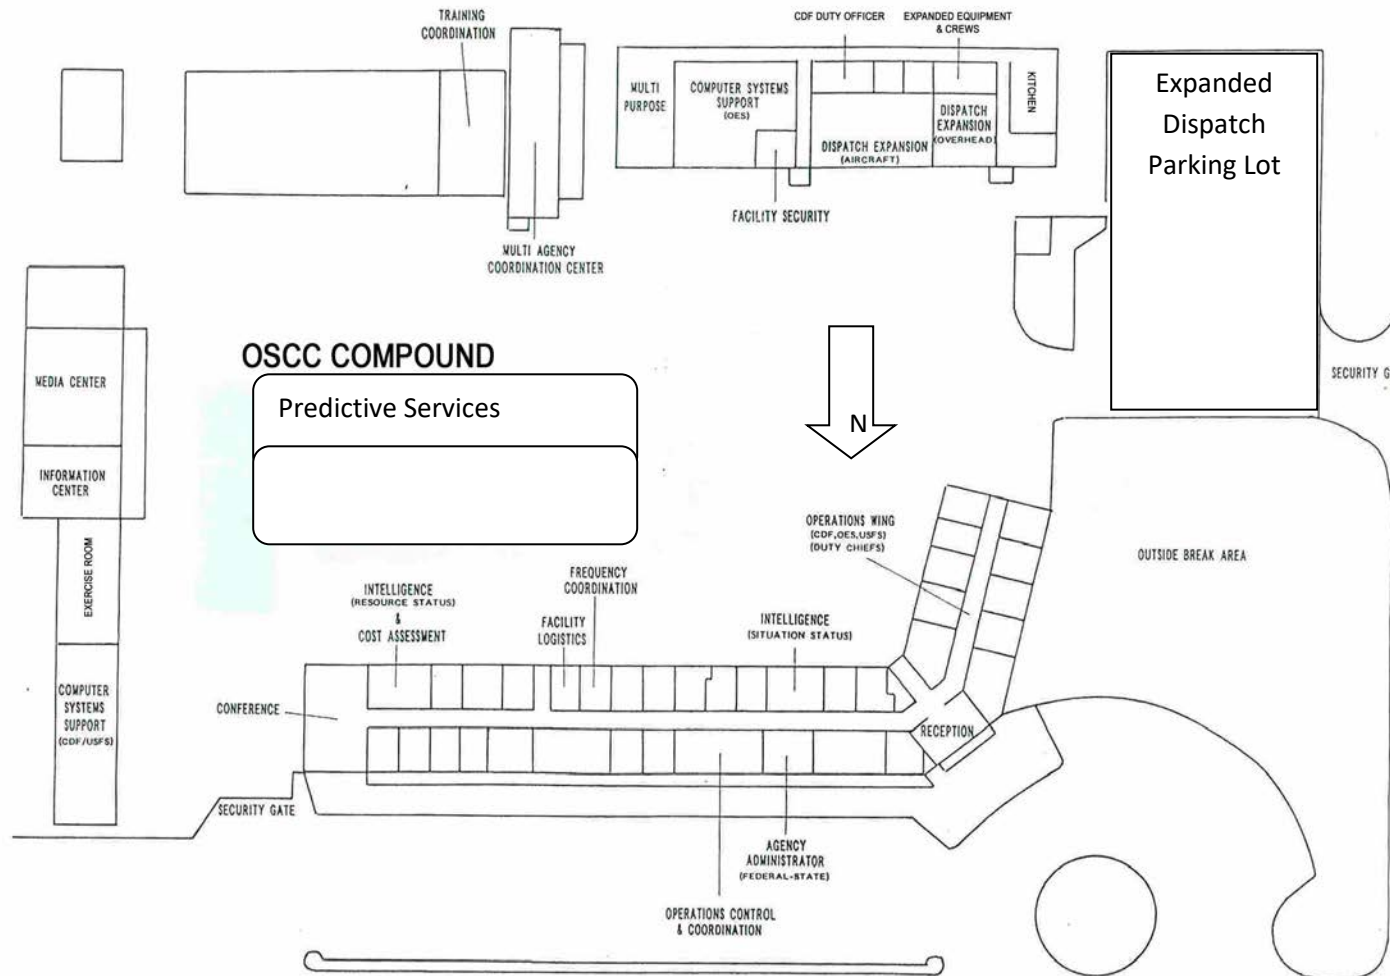 TRAINING
COORDINATION
CDF DUTY OFFICER
EXPANDED EQUIPMENT
& CREWS
MULTI
PURPOSE
COMPUTER SYSTEMS
SUPPORT
(OES)
KITCHEN
DISPATCH
EXPANSION
(OVERHEAD)
DISPATCH EXPANSION
(AIRCRAFT)
Expanded
Dispatch
Parking Lot
FACILITY SECURITY
MULTI AGENCY
COORDINATION CENTER
OSCC COMPOUND
Predictive Services
N
SECURITY G
MEDIA CENTER
INFORMATION
CENTER
EXERCISE ROOM
COMPUTER
SYSTEMS
SUPPORT
(CDF/USFS)
OPERATIONS WING
(CDF,OES,USFS)
(DUTY CHIEFS)
OUTSIDE BREAK AREA
INTELLIGENCE
(RESOURCE STATUS)
&
COST ASSESSMENT
FREQUENCY
COORDINATION
FACILITY
LOGISTICS
INTELLIGENCE
(SITUATION STATUS)
CONFERENCE
RECEPTION
SECURITY GATE
AGENCY
ADMINISTRATOR
(FEDERAL-STATE)
OPERATIONS CONTROL
& COORDINATION